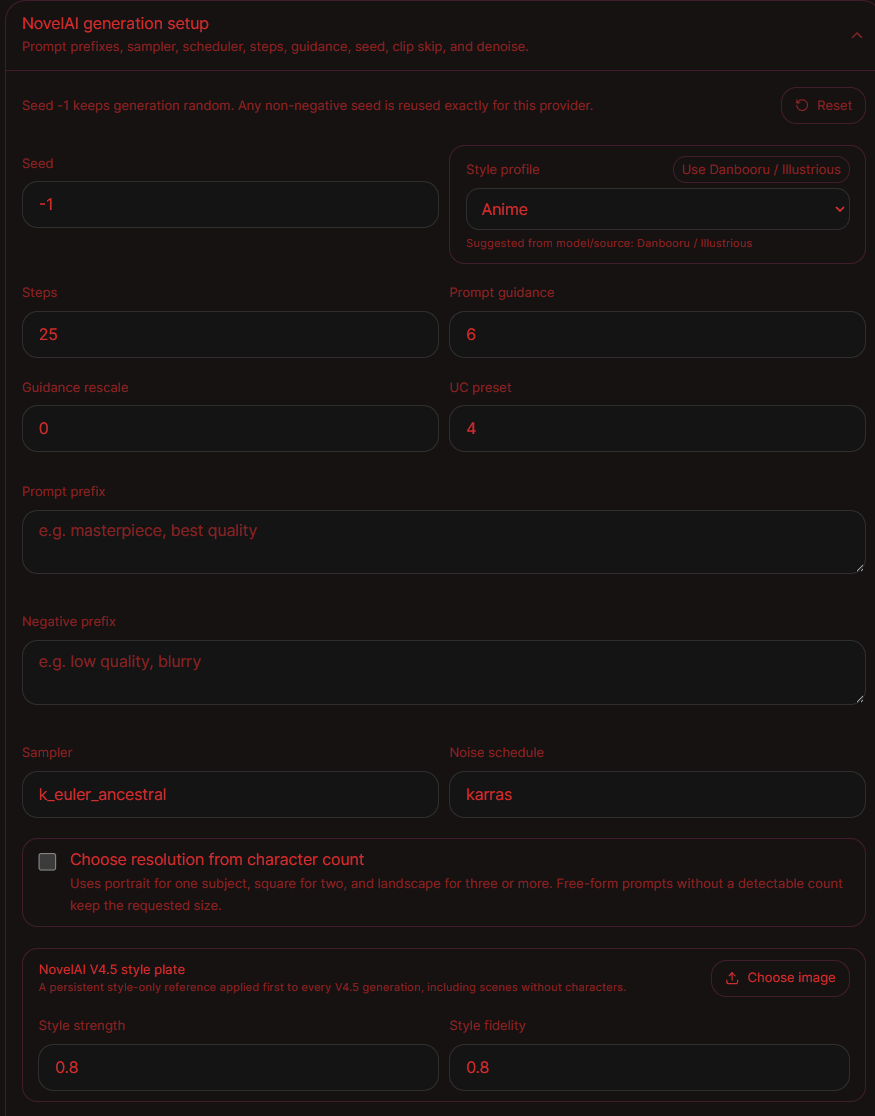 NovelAI generation setup
Prompt prefixes, sampler, scheduler, steps, guidance, seed, clip skip, and denoise.
Seed -1 keeps generation random. Any non-negative seed is reused exactly for this provider.
Reset
Seed
-1
Style profile
Use Danbooru / Illustrious
Anime
Suggested from model/source: Danbooru / Illustrious
Steps
25
Prompt guidance
6
Guidance rescale
0
UC preset
4
Prompt prefix
e.g. masterpiece, best quality
Negative prefix
e.g. low quality, blurry
Sampler
k_euler_ancestral
Noise schedule
karras
Choose resolution from character count
Uses portrait for one subject, square for two, and landscape for three or more. Free-form prompts without a detectable count
keep the requested size.
NovelAI V4.5 style plate
A persistent style-only reference applied first to every V4.5 generation, including scenes without characters.
Choose image
Style strength
0.8
Style fidelity
0.8